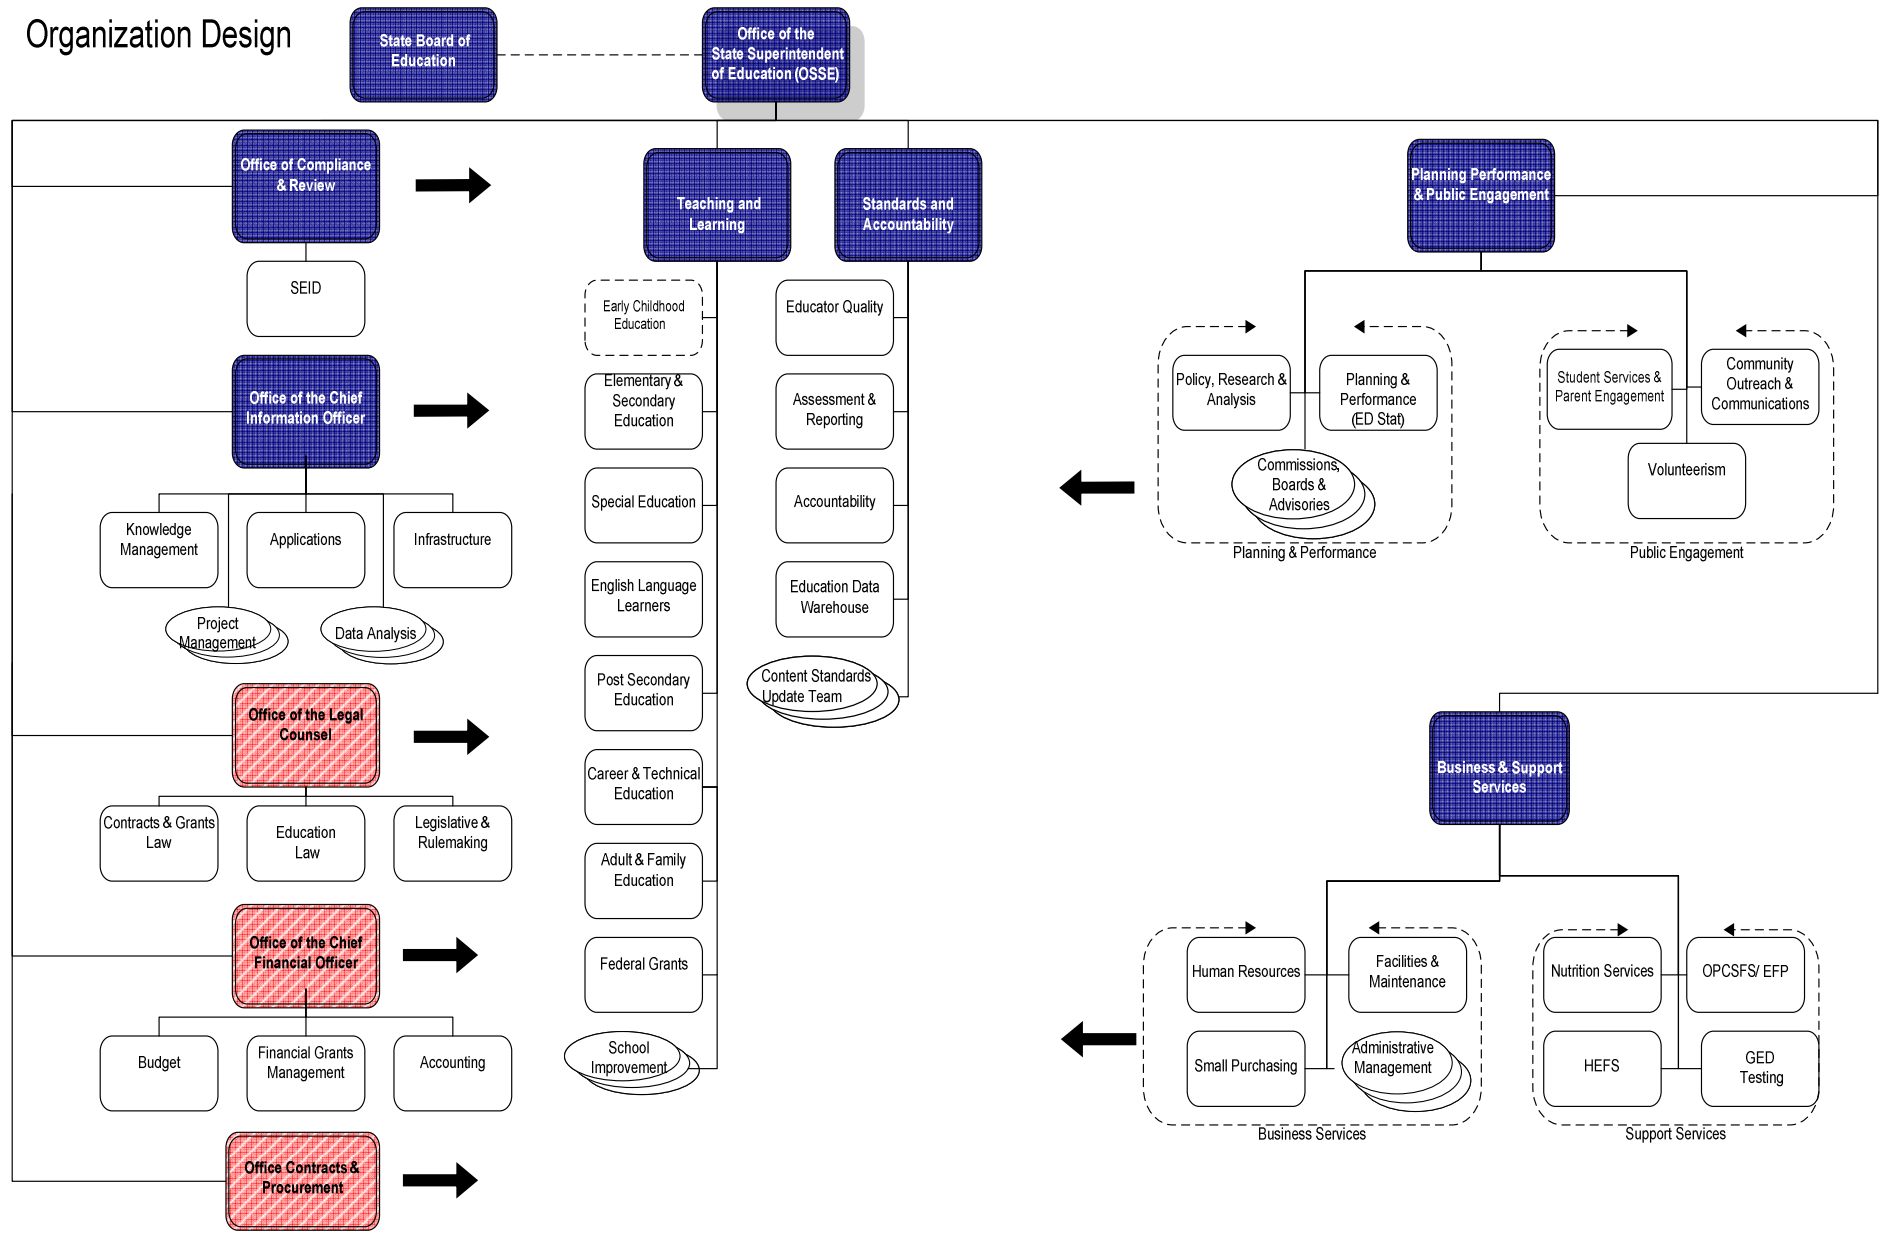 Organization Design
State Board of
Education
Office of the
State Superintendent
of Education (OSSE)
Office of Compliance
& Review
SEID
Office of the Chief
Information Officer
Knowledge
Management
Applications
Infrastructure
Project
Management
Data Analysis
Office of the Legal
Counsel
Contracts & Grants
Law
Education
Law
Legislative &
Rulemaking
Office of the Chief
Financial Officer
Budget
Financial Grants
Management
Accounting
Office Contracts &
Procurement
Teaching and
Learning
Early Childhood
Education
Elementary &
Secondary
Education
Special Education
English Language
Learners
Post Secondary
Education
Career & Technical
Education
Adult & Family
Education
Federal Grants
School
Improvement
Standards and
Accountability
Educator Quality
Assessment &
Reporting
Accountability
Education Data
Warehouse
Content Standards
Update Team
Planning Performance
& Public Engagement
Policy, Research &
Analysis
Planning &
Performance
(ED Stat)
Commissions,
Boards &
Advisories
Planning & Performance
Student Services &
Parent Engagement
Community
Outreach &
Communications
Volunteerism
Public Engagement
Business & Support
Services
Human Resources
Facilities &
Maintenance
Small Purchasing
Administrative
Management
Business Services
Nutrition Services
OPCSFS/ EFP
HEFS
GED
Testing
Support Services